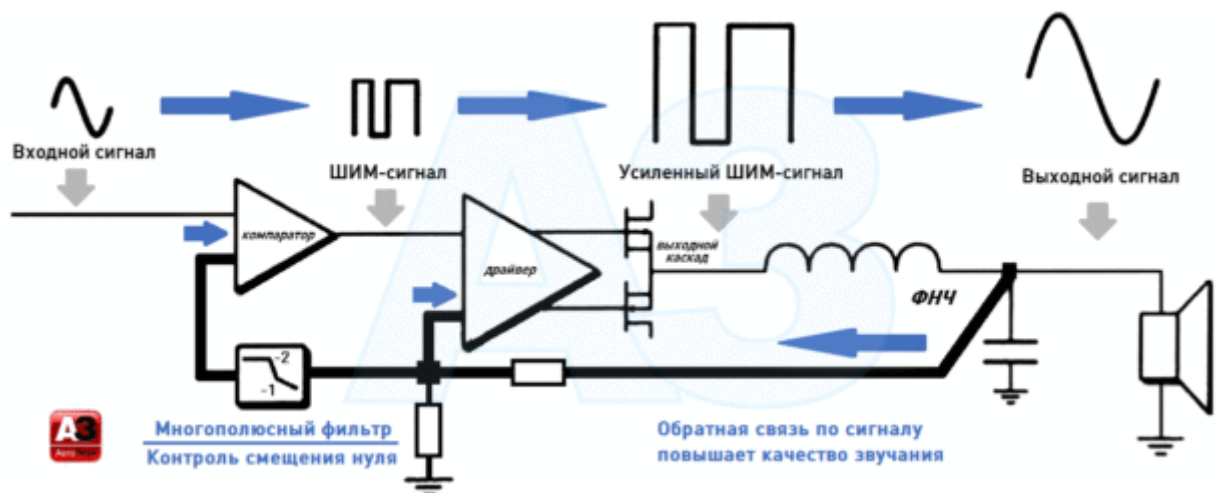 Входной сигнал
ШИМ-сигнал
Усиленный ШИМ-сигнал
Выходной сигнал
компаратор
драйвер
выходной
каскад
ФНЧ
-2
-1
Многополюсный фильтр
Контроль смещения нуля
Обратная связь по сигналу
повышает качество звучания
А3
А3